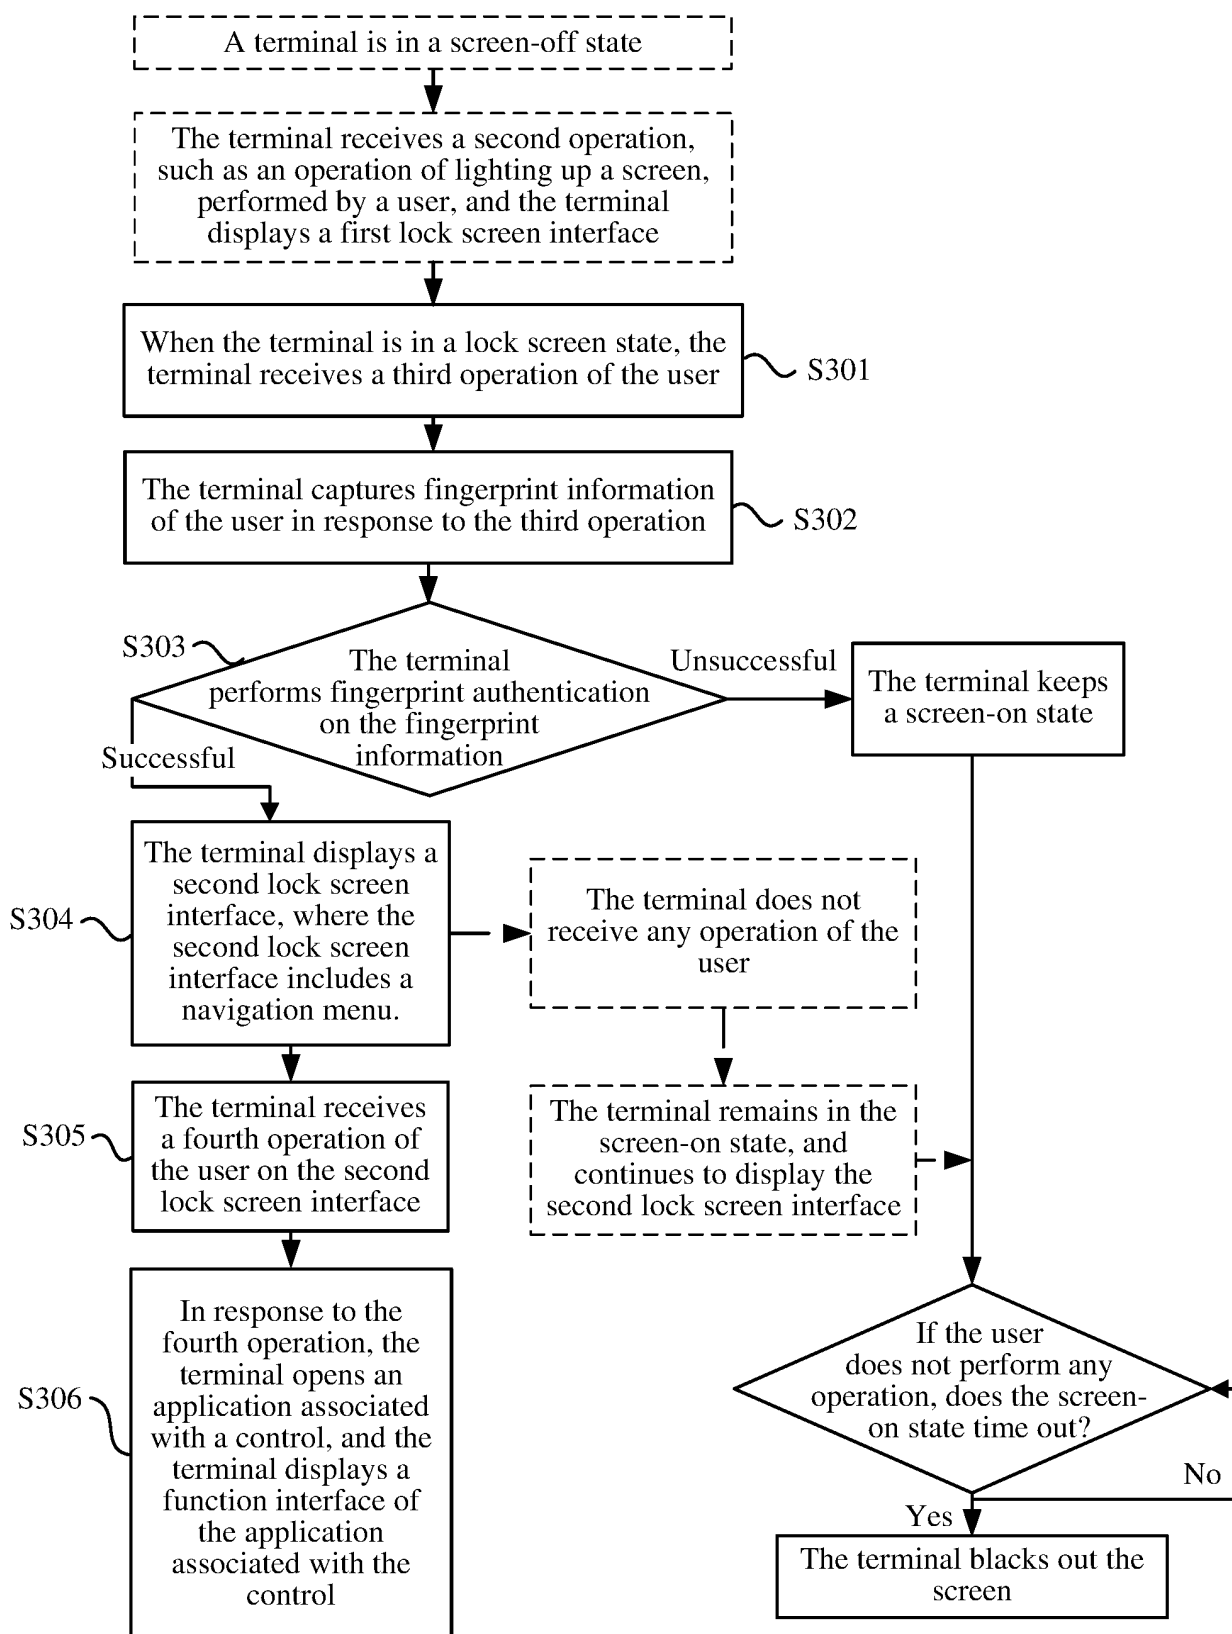 A terminal is in a screen-off state
The terminal receives a second operation,
such as an operation of lighting up a screen,
performed by a user, and the terminal
displays a first lock screen interface
When the terminal is in a lock screen state, the
terminal receives a third operation of the user
S301
The terminal captures fingerprint information
of the user in response to the third operation
S302
S303
The terminal
performs fingerprint authentication
on the fingerprint
information
Unsuccessful
The terminal keeps
a screen-on state
Successful
The terminal displays a
second lock screen
interface, where the
second lock screen
interface includes a
navigation menu.
S304
The terminal does not
receive any operation of the
user
The terminal receives
a fourth operation of
the user on the second
lock screen interface
S305
The terminal remains in the
screen-on state, and
continues to display the
second lock screen interface
In response to the
fourth operation, the
terminal opens an
application associated
with a control, and the
terminal displays a
function interface of
the application
associated with the
control
S306
If the user
does not perform any
operation, does the screen-
on state time out?
No
Yes
The terminal blacks out the
screen